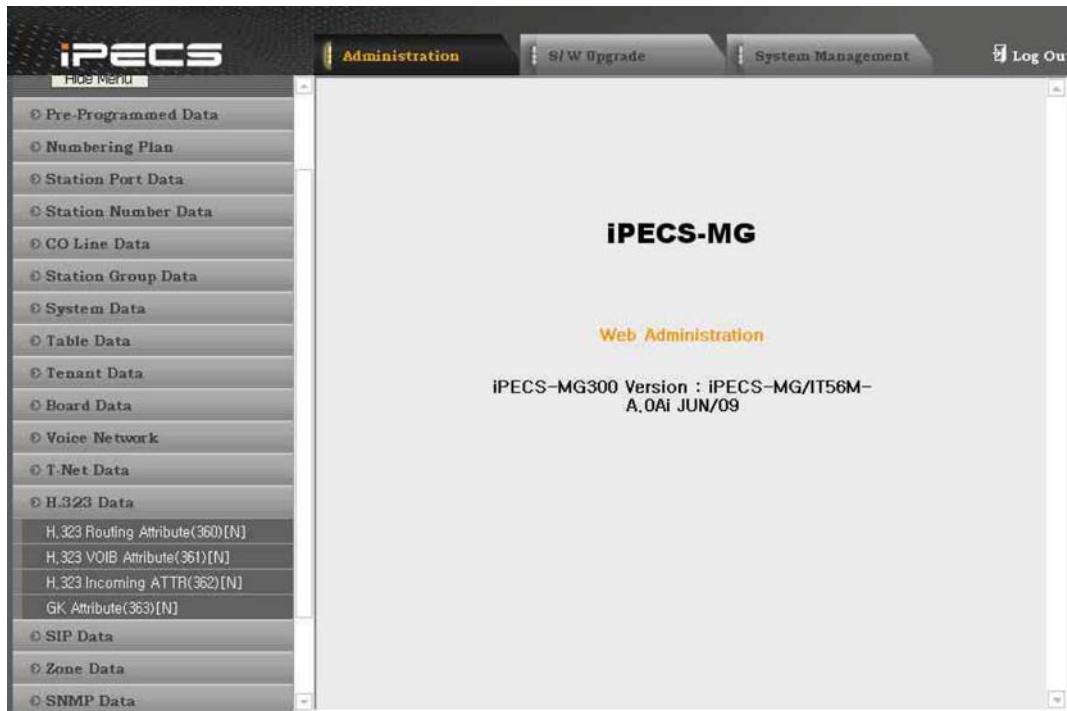 iPECS
Administration
S/W Upgrade
System Management
Log Ou
Hide Menu
Pre-Programmed Data
Numbering Plan
Station Port Data
Station Number Data
CO Line Data
Station Group Data
System Data
Table Data
Tenant Data
Board Data
Voice Network
T-Net Data
H.323 Data
H,323 Routing Attribute(360)[N]
H,323 VOIB Attribute(361)[N]
H,323 Incoming ATTR(362)[N]
GK Attribute(363)[N]
SIP Data
Zone Data
SNMP Data
iPECS-MG
Web Administration
iPECS-MG300 Version : iPECS-MG/IT56M-
A,0Ai JUN/09